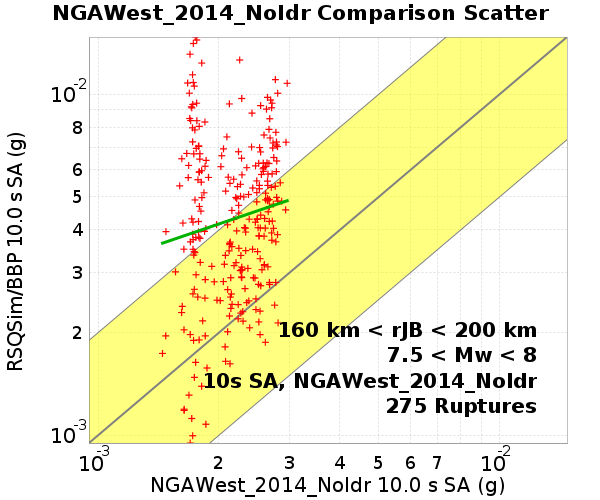 NGAWest_2014_NoIdr Comparison Scatter
RSQSim/BBP 10.0 s SA (g)
10-2
8
6
5
4
3
2
10-3
160 km < rJB < 200 km
7.5 < Mw < 8
10s SA, NGAWest_2014_NoIdr
275 Ruptures
10-3 2 3 4 5 6 7 10-2
NGAWest_2014_NoIdr 10.0 s SA (g)